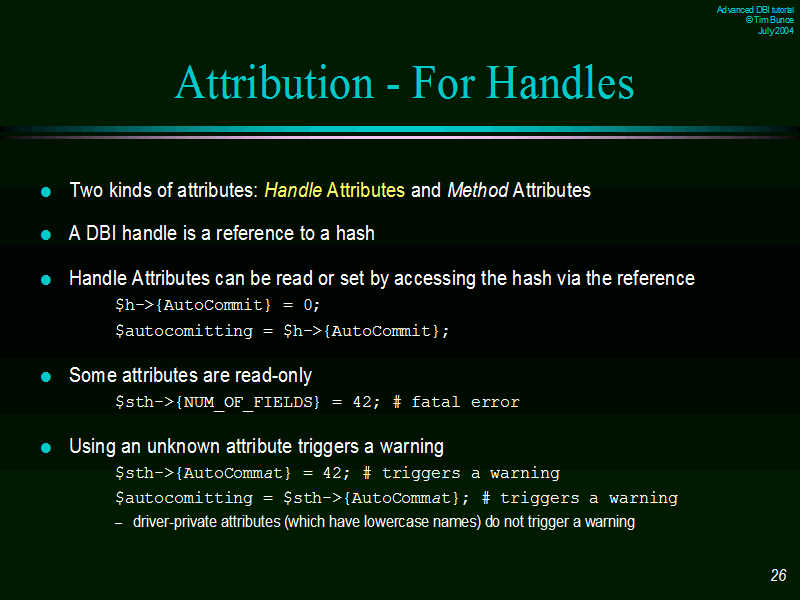 Advanced DBI tutorial
© Tim Bunce
July 2004
Attribution - For Handles
● Two kinds of attributes: Handle Attributes and Method Attributes
● A DBI handle is a reference to a hash
● Handle Attributes can be read or set by accessing the hash via the reference
$h->{AutoCommit} = 0;
$autocomitting = $h->{AutoCommit};
● Some attributes are read-only
$sth->{NUM_OF_FIELDS} = 42; # fatal error
● Using an unknown attribute triggers a warning
$sth->{AutoCommat} = 42; # triggers a warning
$autocomitting = $sth->{AutoCommat}; # triggers a warning
– driver-private attributes (which have lowercase names) do not trigger a warning
26